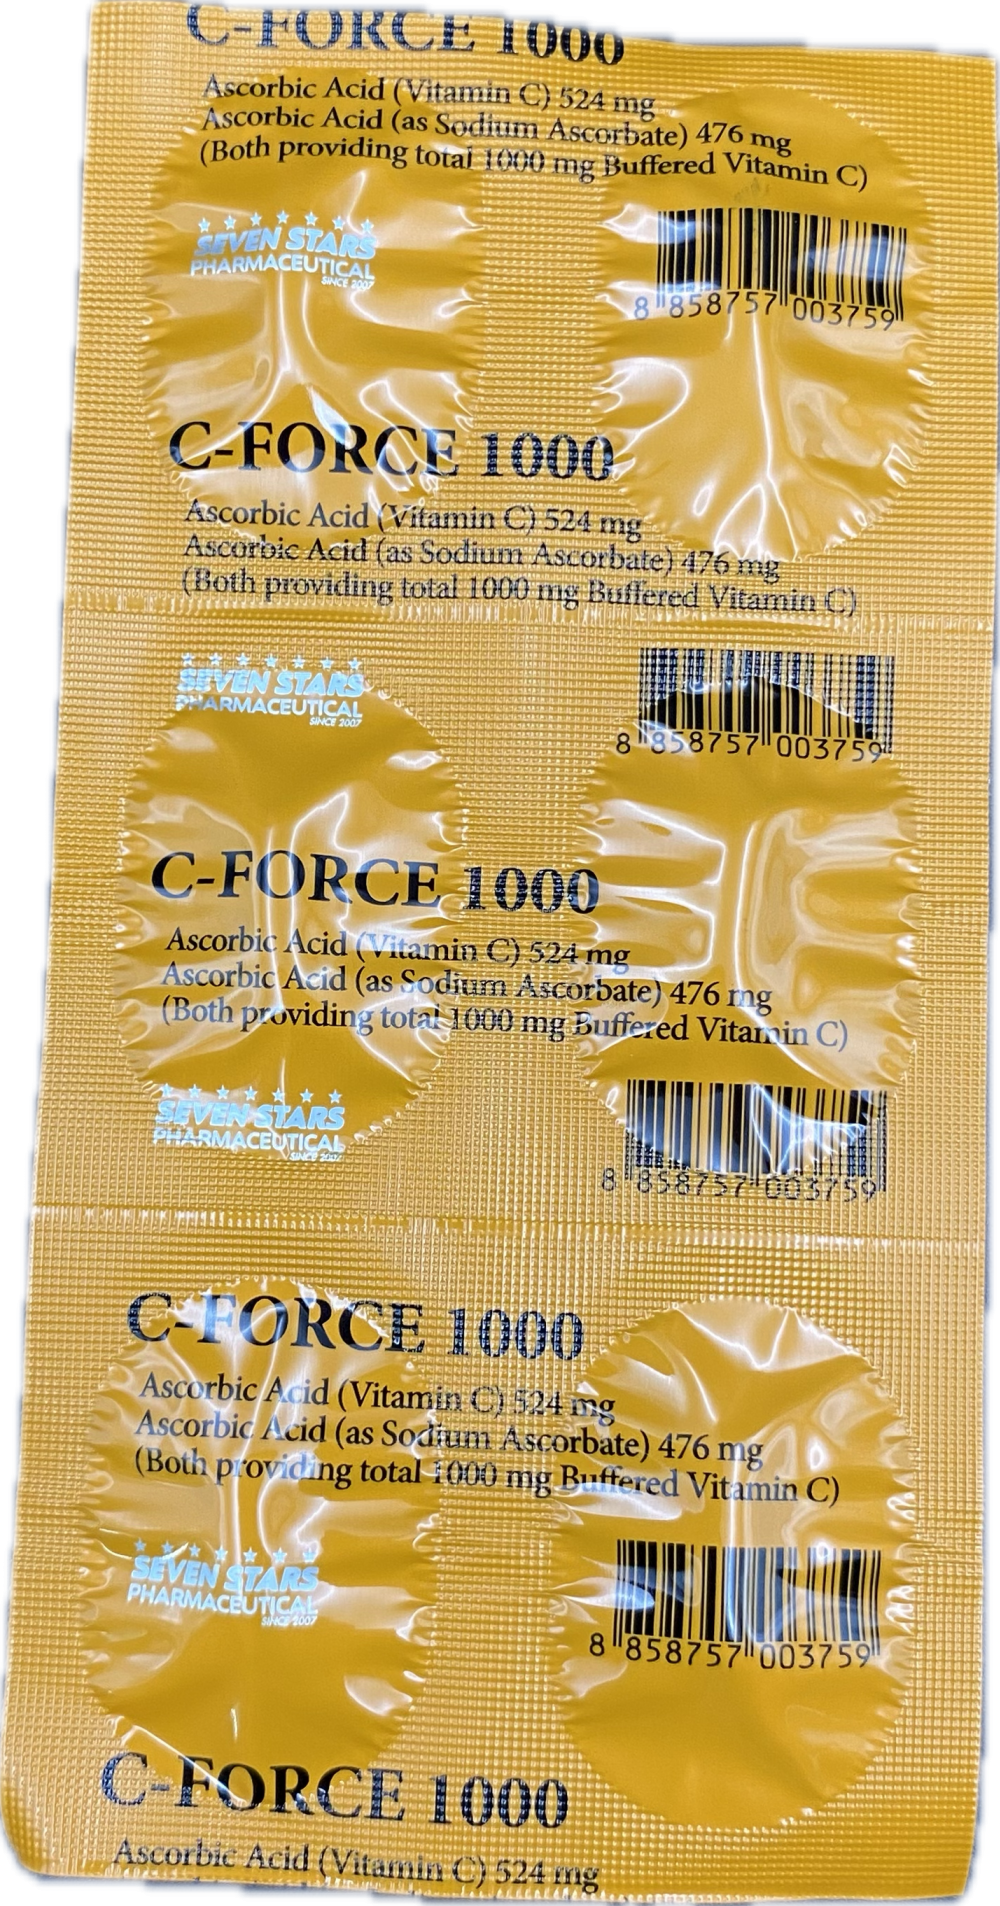 C-FORCE 1000
Ascorbic Acid (Vitamin C) 524 mg
Ascorbic Acid (as Sodium Ascorbate) 476 mg
(Both providing total 1000 mg Buffered Vitamin C)
SEVEN STARS
PHARMACEUTICAL
SINCE 2007
8 858757 003759
C-FORCE 1000
Ascorbic Acid (Vitamin C) 524 mg
Ascorbic Acid (as Sodium Ascorbate) 476 mg
(Both providing total 1000 mg Buffered Vitamin C)
SEVEN STARS
PHARMACEUTICAL
SINCE 2007
8 858757 003759
C-FORCE 1000
Ascorbic Acid (Vitamin C) 524 mg
Ascorbic Acid (as Sodium Ascorbate) 476 mg
(Both providing total 1000 mg Buffered Vitamin C)
SEVEN STARS
PHARMACEUTICAL
SINCE 2007
8 858757 003759
C-FORCE 1000
Ascorbic Acid (Vitamin C) 524 mg
Ascorbic Acid (as Sodium Ascorbate) 476 mg
(Both providing total 1000 mg Buffered Vitamin C)
SEVEN STARS
PHARMACEUTICAL
SINCE 2007
8 858757 003759
C-FORCE 1000
Ascorbic Acid (Vitamin C) 524 mg